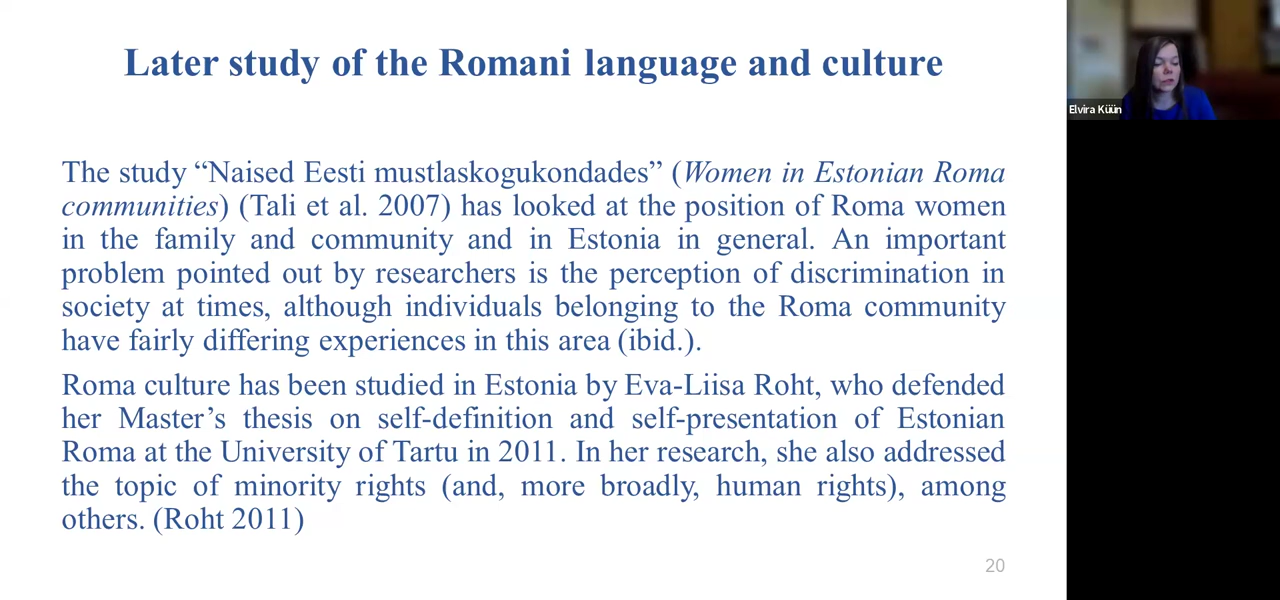 Later study of the Romani language and culture
Elvira Küün
The study “Naised Eesti mustlaskogukondades” (Women in Estonian Roma
communities) (Tali et al. 2007) has looked at the position of Roma women
in the family and community and in Estonia in general. An important
problem pointed out by researchers is the perception of discrimination in
society at times, although individuals belonging to the Roma community
have fairly differing experiences in this area (ibid.).
Roma culture has been studied in Estonia by Eva-Liisa Roht, who defended
her Master’s thesis on self-definition and self-presentation of Estonian
Roma at the University of Tartu in 2011. In her research, she also addressed
the topic of minority rights (and, more broadly, human rights), among
others. (Roht 2011)
20